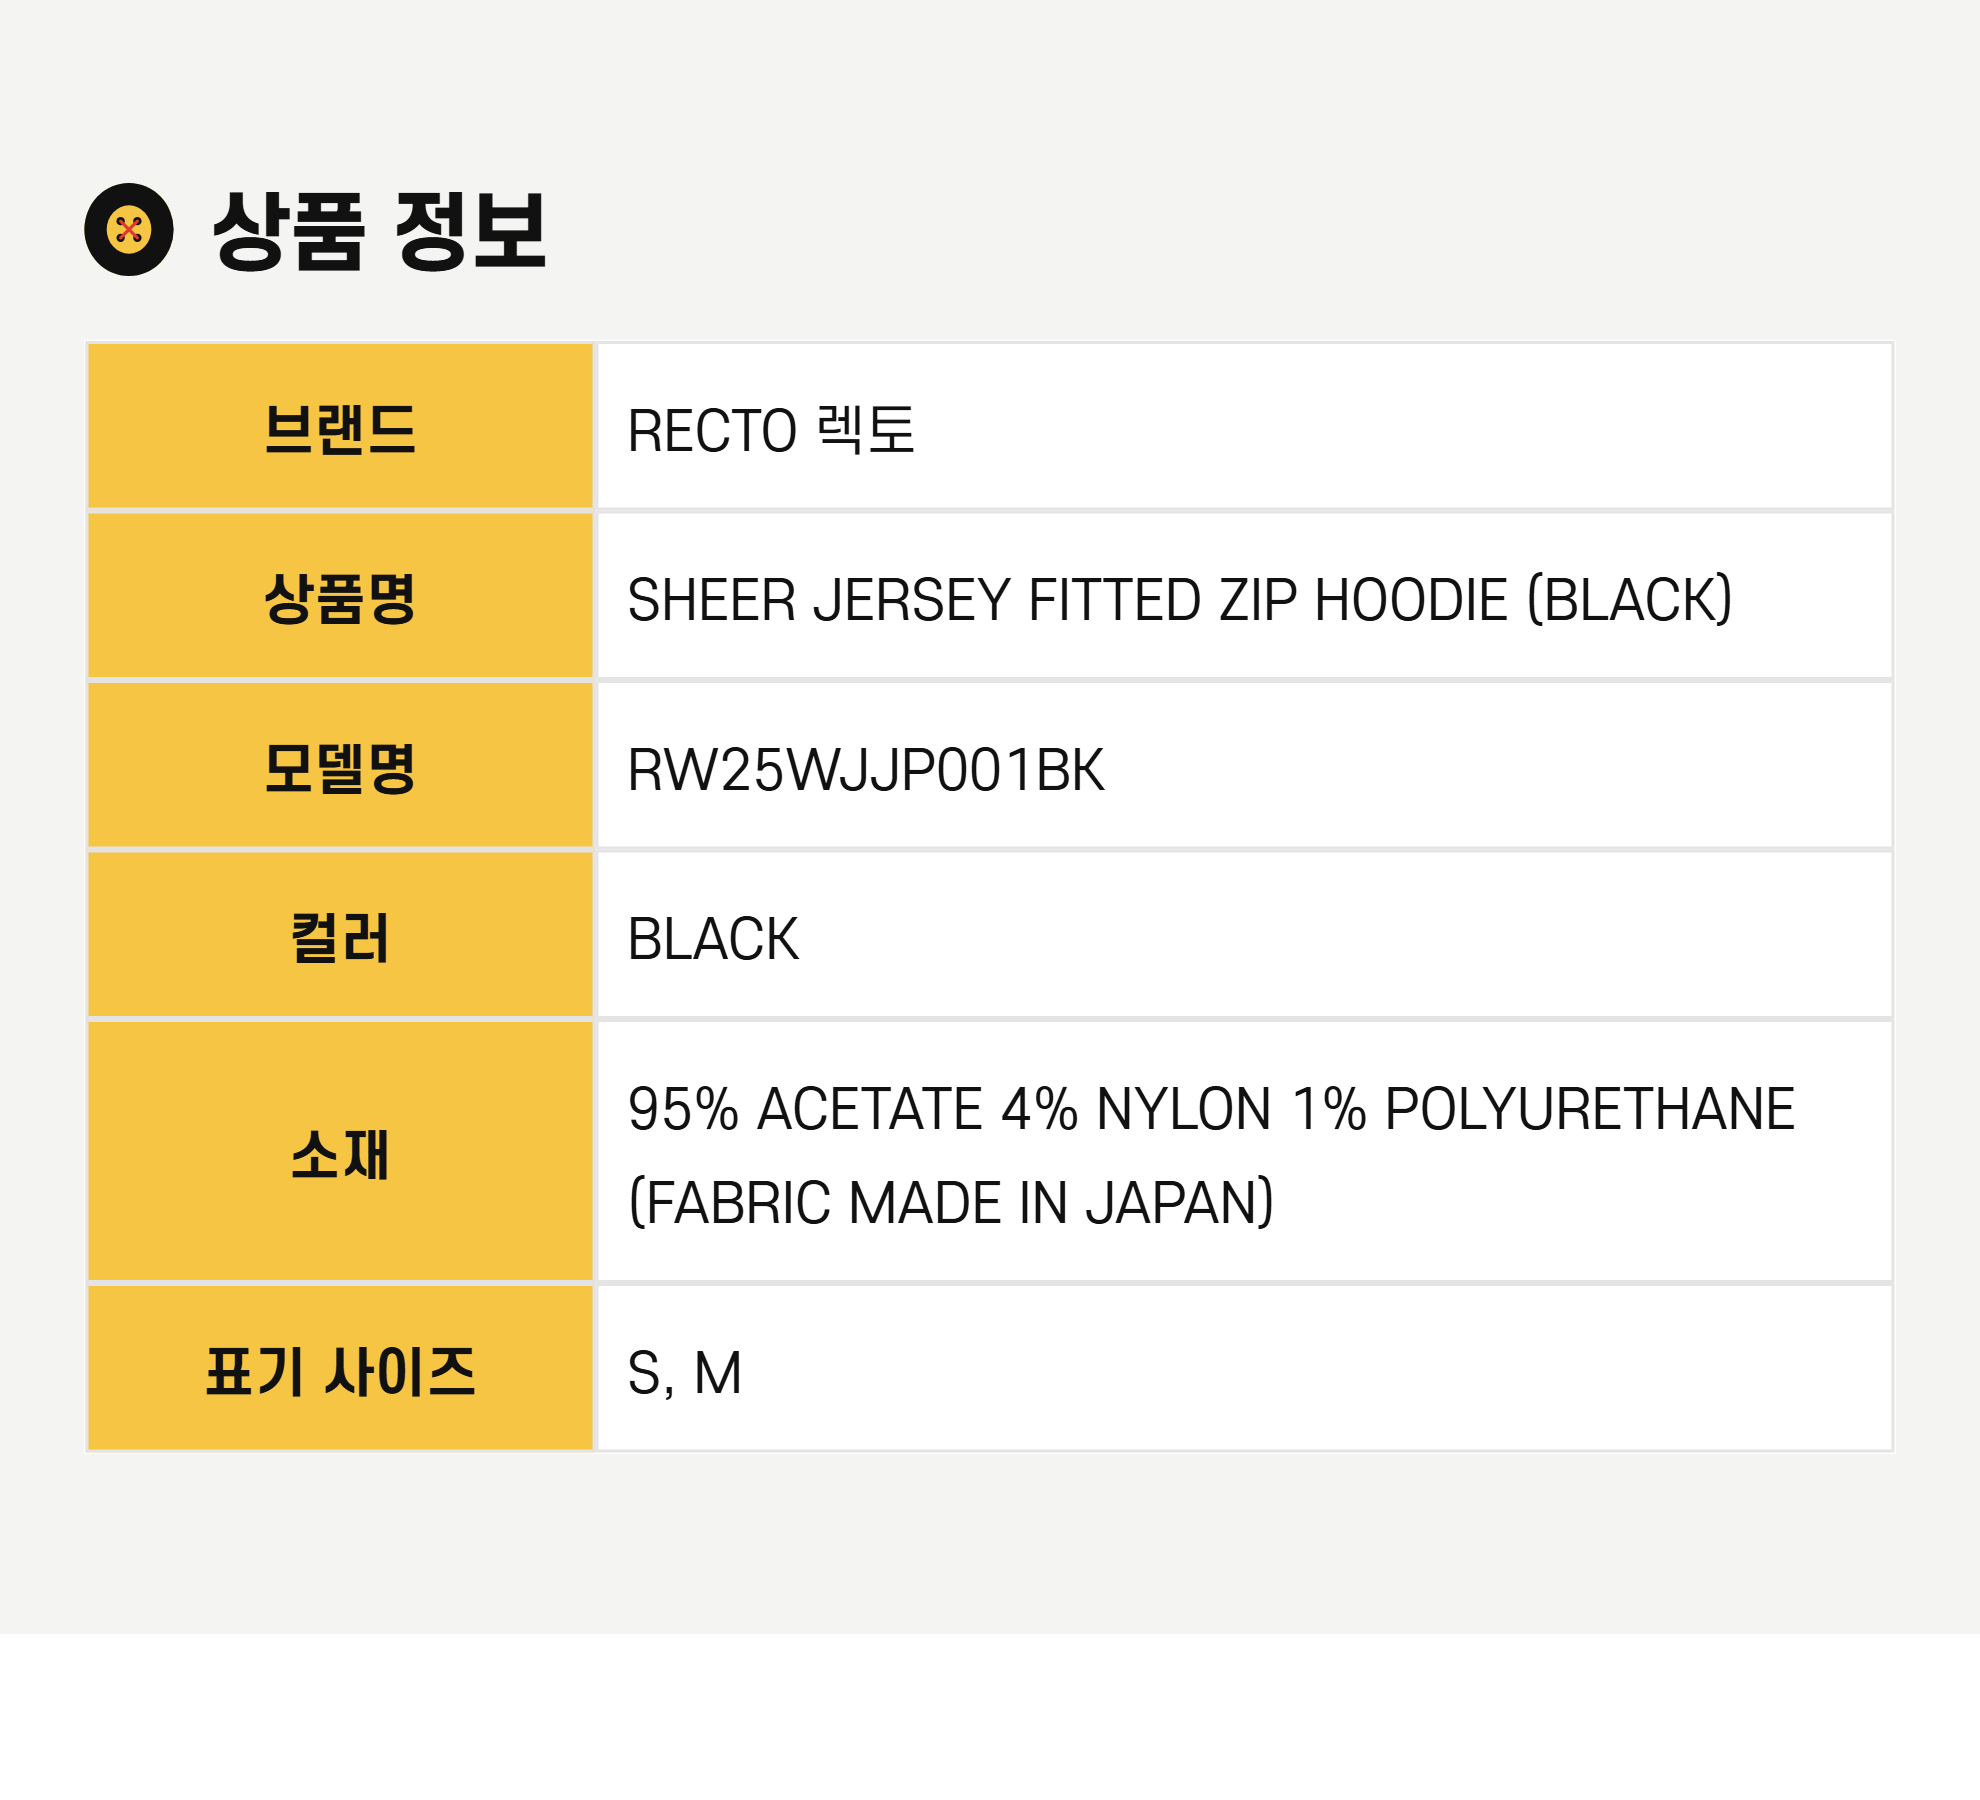 상품 정보
브랜드
RECTO 렉토
상품명
SHEER JERSEY FITTED ZIP HOODIE (BLACK)
모델명
RW25WJJP001BK
컬러
BLACK
소재
95% ACETATE 4% NYLON 1% POLYURETHANE
(FABRIC MADE IN JAPAN)
표기 사이즈
S, M